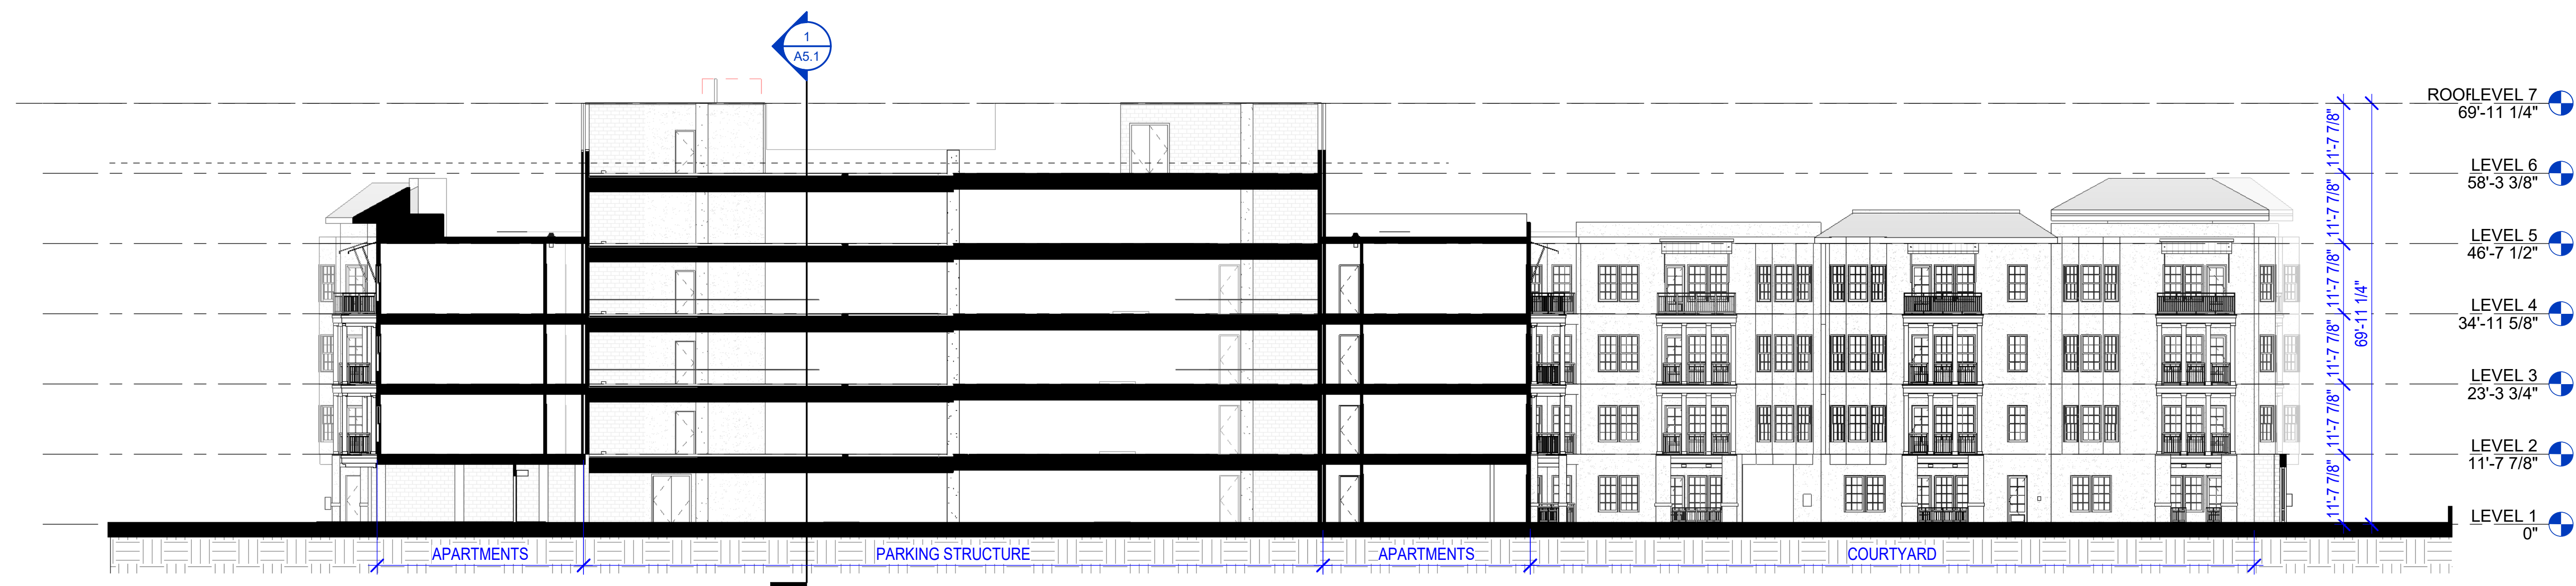 1
A5.1
ROOFLEVEL 7
69'-11 1/4"
LEVEL 6
58'-3 3/8"
LEVEL 5
46'-7 1/2"
LEVEL 4
34'-11 5/8"
LEVEL 3
23'-3 3/4"
LEVEL 2
11'-7 7/8"
LEVEL 1
0"
11'-7 7/8"
11'-7 7/8"
11'-7 7/8"
11'-7 7/8"
11'-7 7/8"
11'-7 7/8"
69'-11 1/4"
APARTMENTS
PARKING STRUCTURE
APARTMENTS
COURTYARD